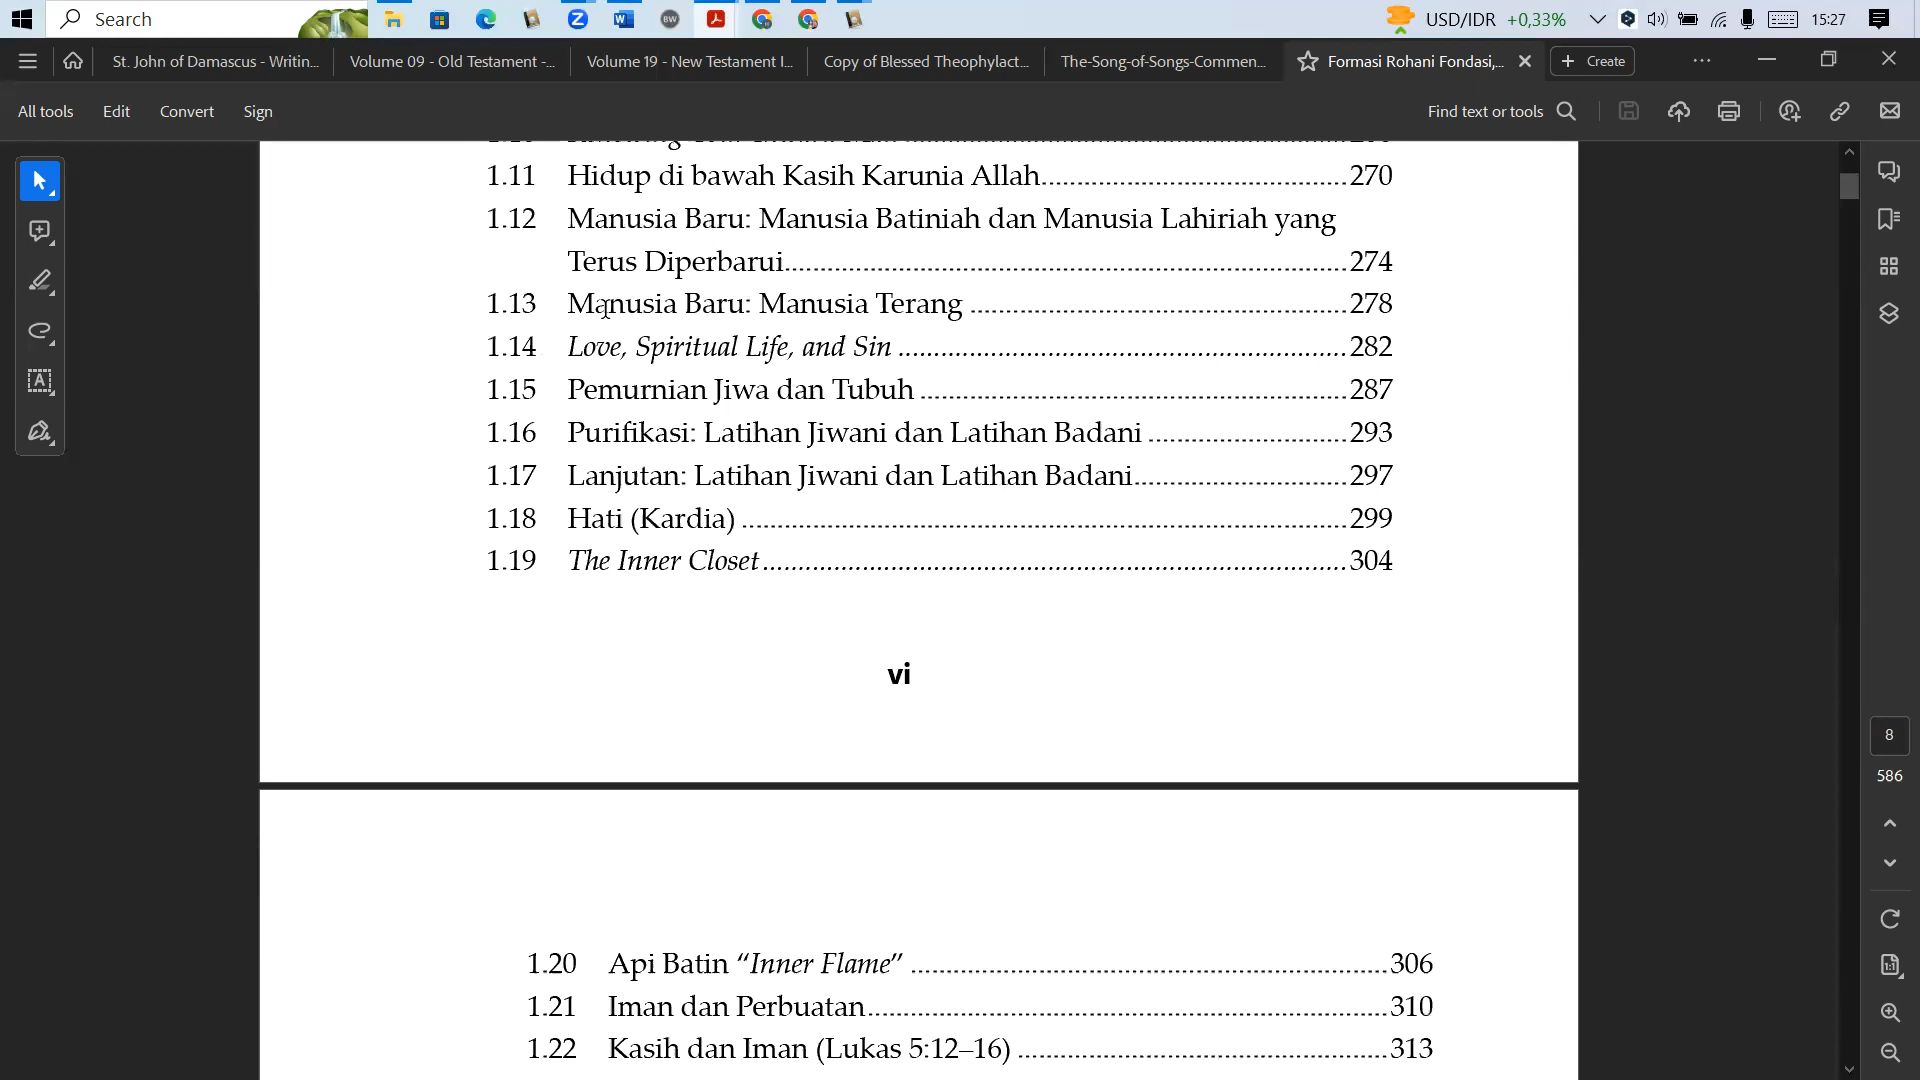 Search
USD/IDR +0,33%
15:27
St. John of Damascus - Writin...
Volume 09 - Old Testament -...
Volume 19 - New Testament I...
Copy of Blessed Theophylact...
The-Song-of-Songs-Commen...
Formasi Rohani Fondasi,...
Create
All tools Edit Convert Sign
Find text or tools
1.11 Hidup di bawah Kasih Karunia Allah 270
1.12 Manusia Baru: Manusia Batiniah dan Manusia Lahiriah yang
Terus Diperbarui 274
1.13 Manusia Baru: Manusia Terang 278
1.14 Love, Spiritual Life, and Sin 282
1.15 Pemurnian Jiwa dan Tubuh 287
1.16 Purifikasi: Latihan Jiwani dan Latihan Badani 293
1.17 Lanjutan: Latihan Jiwani dan Latihan Badani 297
1.18 Hati (Kardia) 299
1.19 The Inner Closet 304
vi
8
586
1.20 Api Batin “Inner Flame” 306
1.21 Iman dan Perbuatan 310
1.22 Kasih dan Iman (Lukas 5:12–16) 313